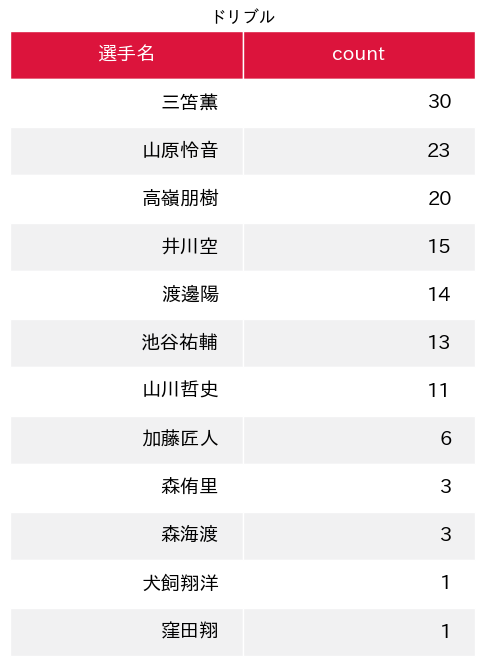 ドリブル
選手名 count
三笘薫 30
山原怜音 23
高嶺朋樹 20
井川空 15
渡邊陽 14
池谷祐輔 13
山川哲史 11
加藤匠人 6
森侑里 3
森海渡 3
犬飼翔洋 1
窪田翔 1